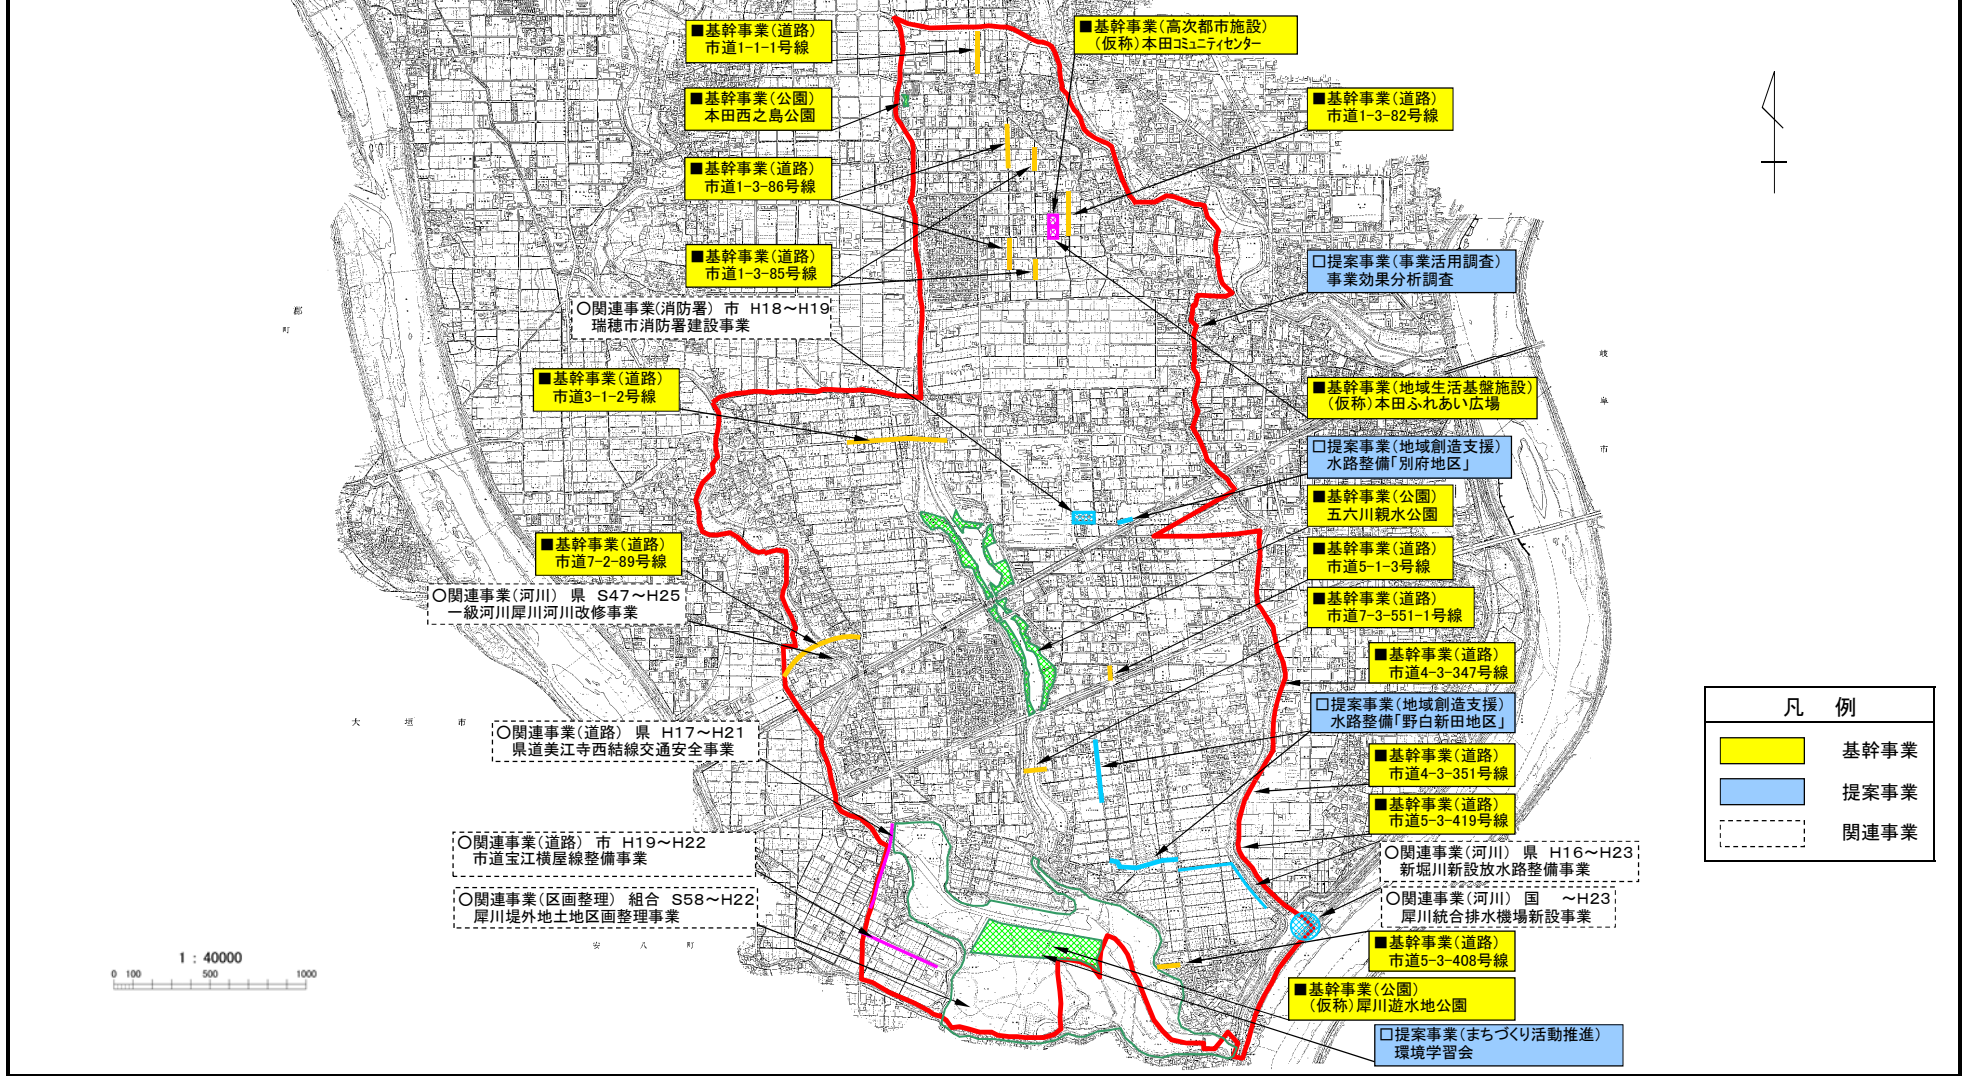 ■基幹事業(道路)
市道1-1-1号線
■基幹事業(高次都市施設)
(仮称)本田コミュニティセンター
■基幹事業(公園)
本田西之島公園
■基幹事業(道路)
市道1-3-82号線
■基幹事業(道路)
市道1-3-86号線
■基幹事業(道路)
市道1-3-85号線
□提案事業(事業活用調査)
事業効果分析調査
○関連事業(消防署) 市 H18～H19
瑞穂市消防署建設事業
郡
町
岐
阜
市
■基幹事業(道路)
市道3-1-2号線
■基幹事業(地域生活基盤施設)
(仮称)本田ふれあい広場
□提案事業(地域創造支援)
水路整備「別府地区」
■基幹事業(公園)
五六川親水公園
■基幹事業(道路)
市道7-2-89号線
■基幹事業(道路)
市道5-1-3号線
○関連事業(河川) 県 S47～H25
一級河川犀川河川改修事業
■基幹事業(道路)
市道7-3-551-1号線
■基幹事業(道路)
市道4-3-347号線
大 垣 市
□提案事業(地域創造支援)
水路整備「野白新田地区」
○関連事業(道路) 県 H17～H21
県道美江寺西結線交通安全事業
■基幹事業(道路)
市道4-3-351号線
■基幹事業(道路)
市道5-3-419号線
○関連事業(道路) 市 H19～H22
市道宝江横屋線整備事業
○関連事業(河川) 県 H16～H23
新堀川新設放水路整備事業
○関連事業(区画整理) 組合 S58～H22
犀川堤外地土地区画整理事業
○関連事業(河川) 国 ～H23
犀川統合排水機場新設事業
安 八 町
■基幹事業(道路)
市道5-3-408号線
■基幹事業(公園)
(仮称)犀川遊水地公園
□提案事業(まちづくり活動推進)
環境学習会
1 : 40000
0 100 500 1000
凡 例
基幹事業
提案事業
関連事業